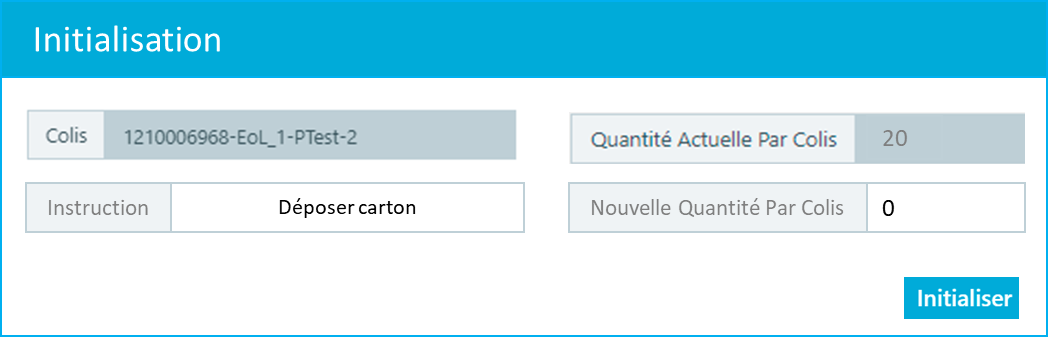 Initialisation
Colis 1210006968-EoL_1-PTest-2
Quantité Actuelle Par Colis 20
Instruction Déposer carton
Nouvelle Quantité Par Colis 0
Initialiser